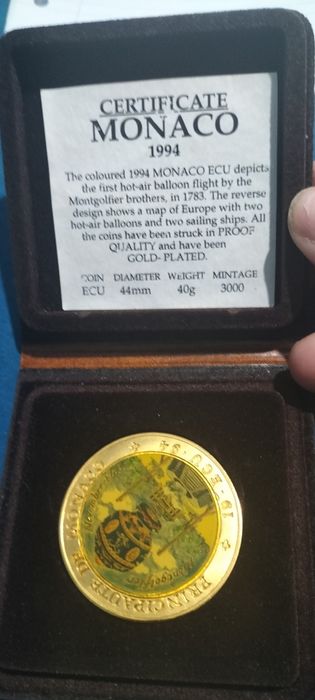 CERTIFICATE
MONACO
1994
The coloured 1994 MONACO ECU depicts
the first hot-air balloon flight by the
Montgolfier brothers, in 1783. The reverse
design shows a map of Europe with two
hot-air balloons and two sailing ships. All
the coins have been struck in PROOF
QUALITY and have been
GOLD-PLATED.
COIN DIAMETER WEIGHT MINTAGE
ECU 44mm 40g 3000
PRINCIPAUTE DE MONACO
19·ECU·94